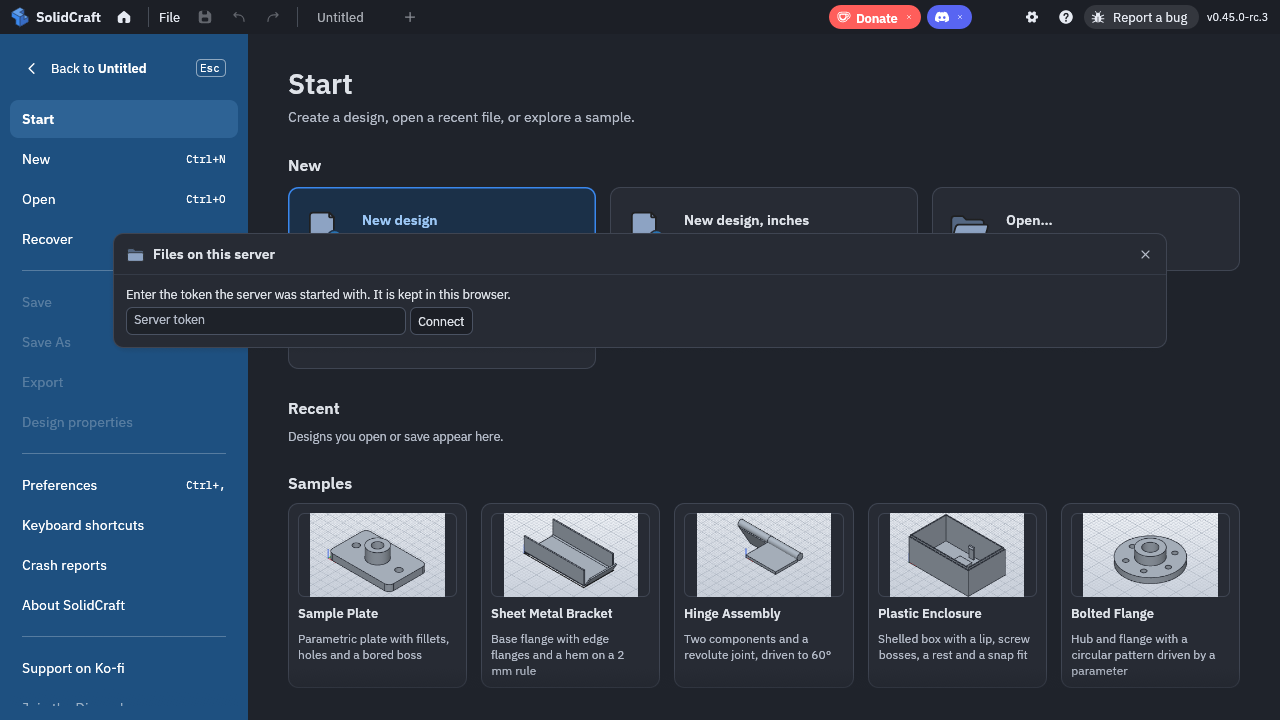 SolidCraft
File
Untitled
Donate ×
×
Report a bug
v0.45.0-rc.3
Back to Untitled
Esc
Start
New
Ctrl+N
Open
Ctrl+O
Recover
Save
Save As
Export
Design properties
Preferences
Ctrl+,
Keyboard shortcuts
Crash reports
About SolidCraft
Support on Ko-fi
Start
Create a design, open a recent file, or explore a sample.
New
New design
New design, inches
Open...
Files on this server
Enter the token the server was started with. It is kept in this browser.
Server token
Connect
Recent
Designs you open or save appear here.
Samples
Sample Plate
Parametric plate with fillets,
holes and a bored boss
Sheet Metal Bracket
Base flange with edge
flanges and a hem on a 2
mm rule
Hinge Assembly
Two components and a
revolute joint, driven to 60°
Plastic Enclosure
Shelled box with a lip, screw
bosses, a rest and a snap fit
Bolted Flange
Hub and flange with a
circular pattern driven by a
parameter